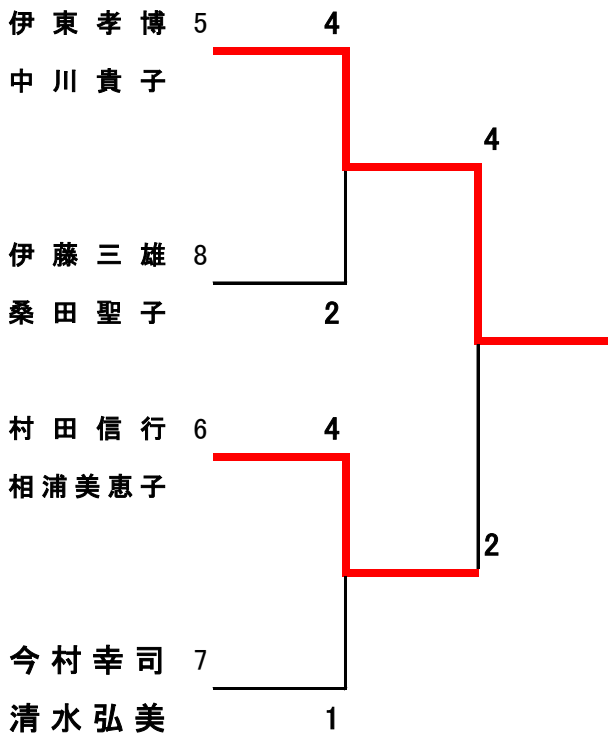 伊東孝博 5 4
中川貴子
4
伊藤三雄 8
桑田聖子 2
村田信行 6 4
相浦美恵子
2
今村幸司 7
清水弘美 1